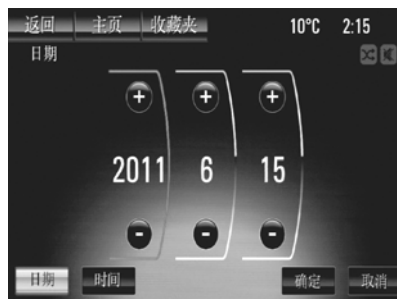 返回 主页 收藏夹 10°C 2:15
日期
+ + +
2011 6 15
- - -
日期 时间 确定 取消